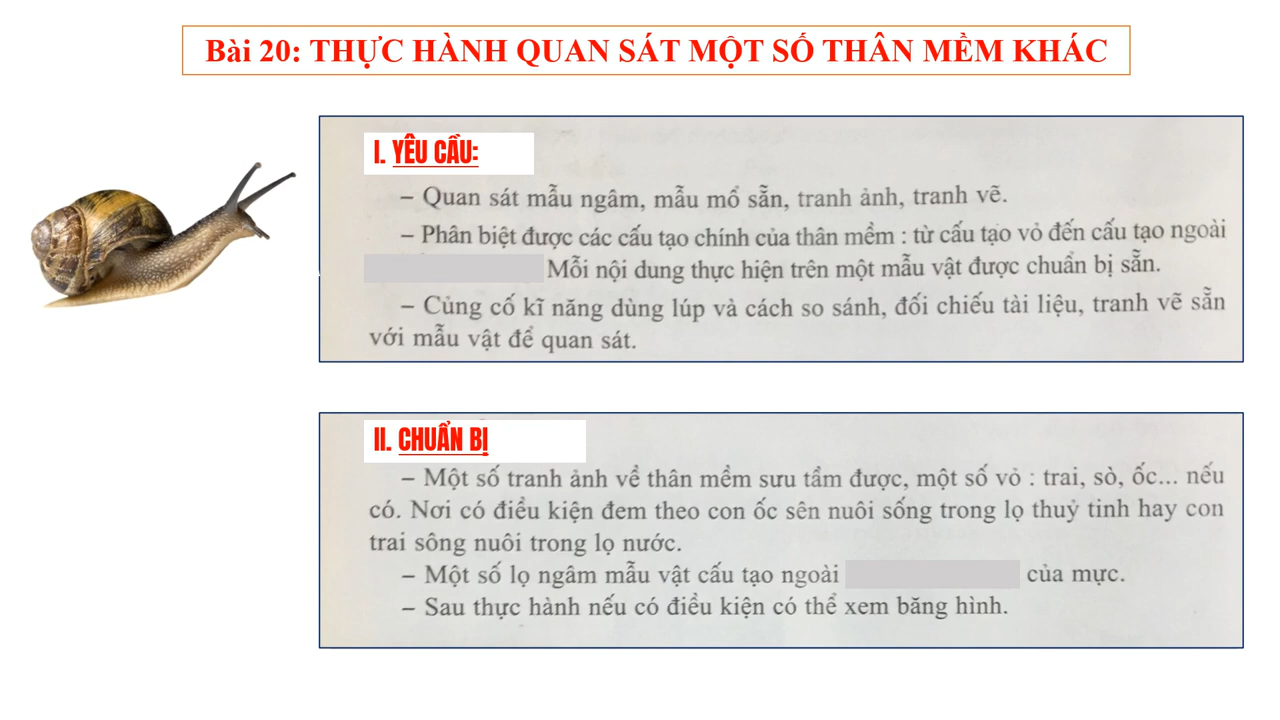 Bài 20: THỰC HÀNH QUAN SÁT MỘT SỐ THÂN MỀM KHÁC
I. YÊU CẦU:
– Quan sát mẫu ngâm, mẫu mổ sẵn, tranh ảnh, tranh vẽ.
– Phân biệt được các cấu tạo chính của thân mềm : từ cấu tạo vỏ đến cấu tạo ngoài
Mỗi nội dung thực hiện trên một mẫu vật được chuẩn bị sẵn.
– Củng cố kĩ năng dùng lúp và cách so sánh, đối chiếu tài liệu, tranh vẽ sẵn
với mẫu vật để quan sát.
II. CHUẨN BỊ
– Một số tranh ảnh về thân mềm sưu tầm được, một số vỏ : trai, sò, ốc... nếu
có. Nơi có điều kiện đem theo con ốc sên nuôi sống trong lọ thuỷ tinh hay con
trai sông nuôi trong lọ nước.
– Một số lọ ngâm mẫu vật cấu tạo ngoài của mực.
– Sau thực hành nếu có điều kiện có thể xem băng hình.